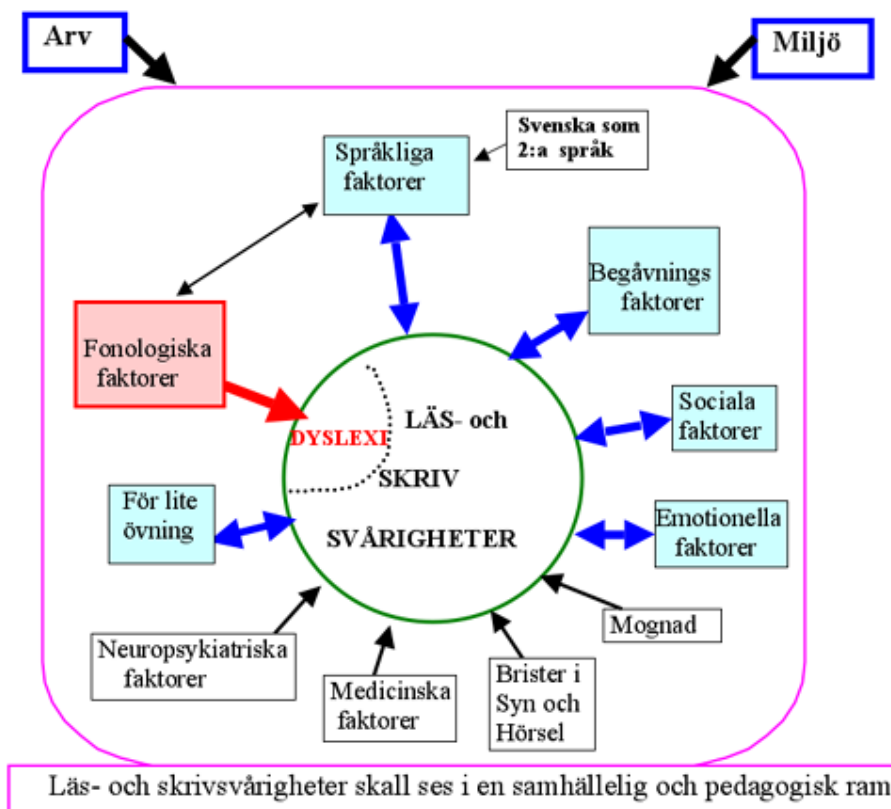 Arv
Miljö
Svenska som
2:a språk
Språkliga
faktorer
Begåvnings
faktorer
Fonologiska
faktorer
Sociala
faktorer
LÄS- och
DYSLEXI
SKRIV
SVÅRIGHETER
För lite
övning
Emotionella
faktorer
Mognad
Neuropsykiatriska
faktorer
Medicinska
faktorer
Brister i
Syn och
Hörsel
Läs- och skrivsvårigheter skall ses i en samhällelig och pedagogisk ram